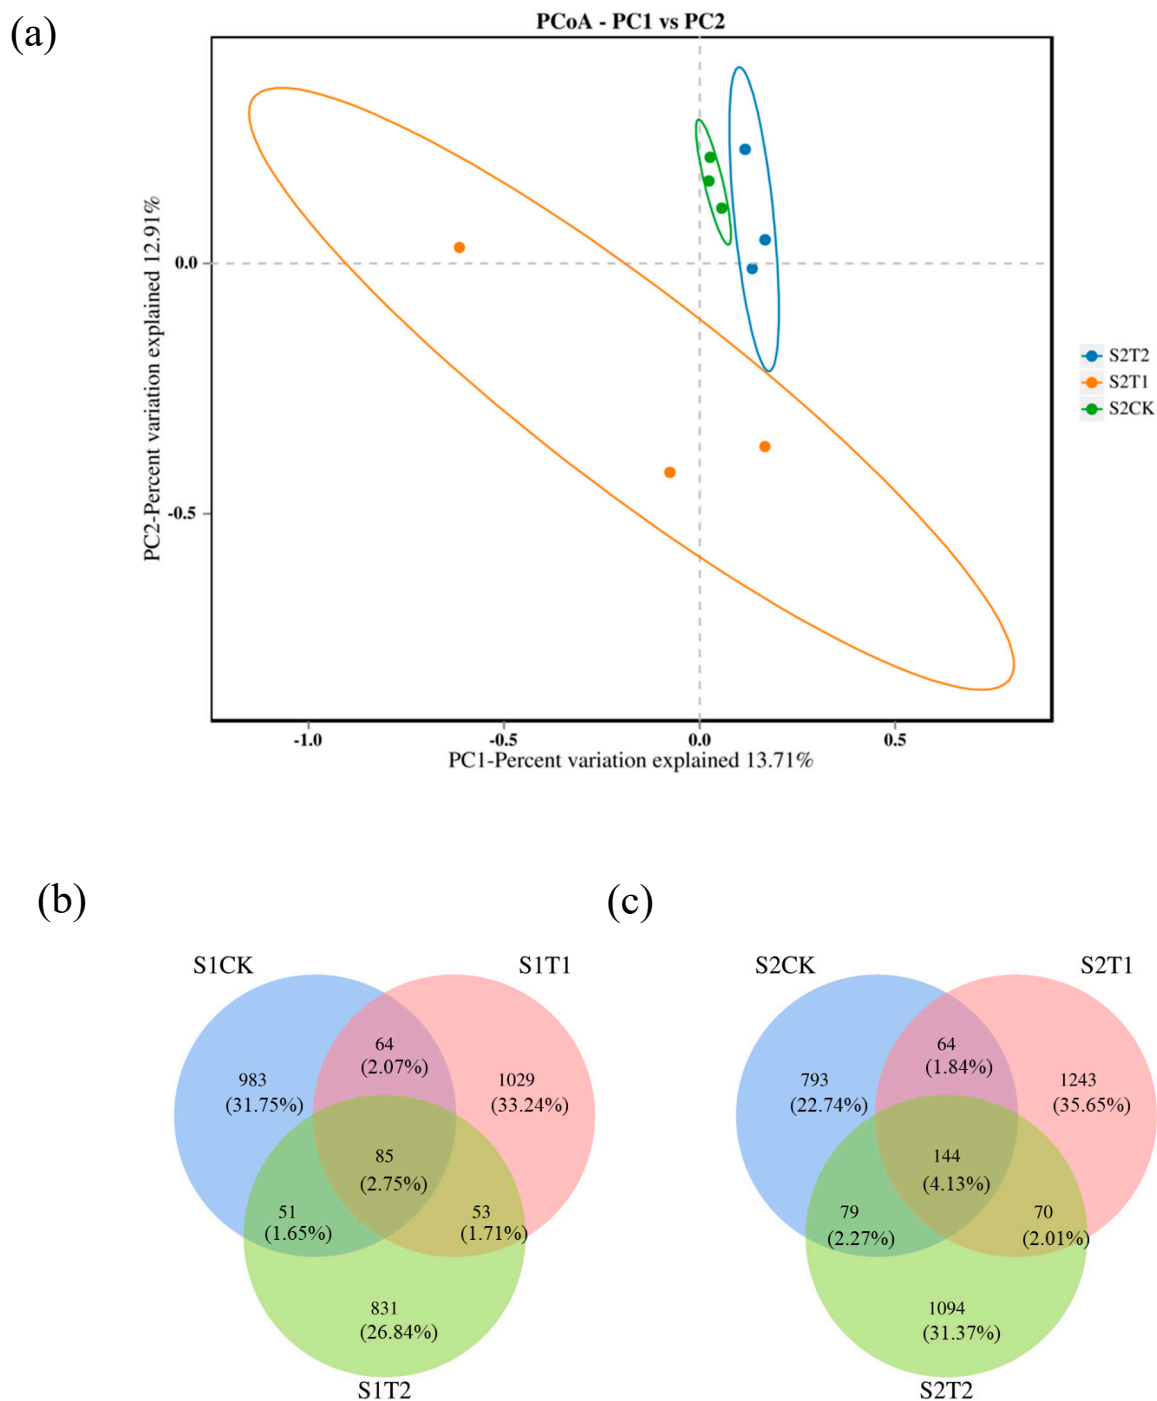 (a)
PCoA - PC1 vs PC2
PC2-Percent variation explained 12.91%
0.0
-0.5
-1.0
-0.5
0.0
0.5
PC1-Percent variation explained 13.71%
S2T2
S2T1
S2CK
(b)
S1CK
S1T1
64
(2.07%)
983
(31.75%)
1029
(33.24%)
85
(2.75%)
51
(1.65%)
53
(1.71%)
831
(26.84%)
S1T2
(c)
S2CK
S2T1
64
(1.84%)
793
(22.74%)
1243
(35.65%)
144
(4.13%)
79
(2.27%)
70
(2.01%)
1094
(31.37%)
S2T2